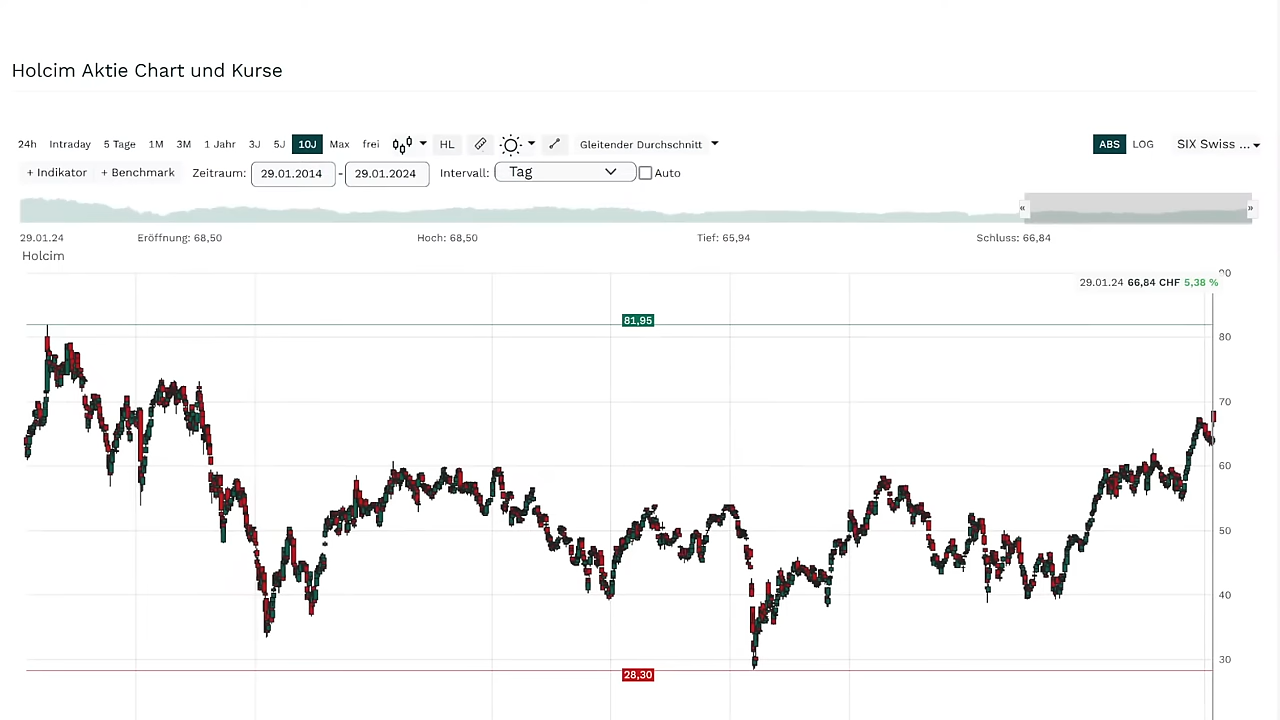 Holcim Aktie Chart und Kurse
24h Intraday 5 Tage 1M 3M 1 Jahr 3J 5J 10J Max frei HL Gleitender Durchschnitt ABS LOG SIX Swiss ...
+ Indikator + Benchmark Zeitraum: 29.01.2014 - 29.01.2024 Intervall: Tag Auto
« »
29.01.24 Eröffnung: 68,50 Hoch: 68,50 Tief: 65,94 Schluss: 66,84
Holcim
29.01.24 66,84 CHF 5,38 %
81,95
80
70
60
50
40
30
28,30